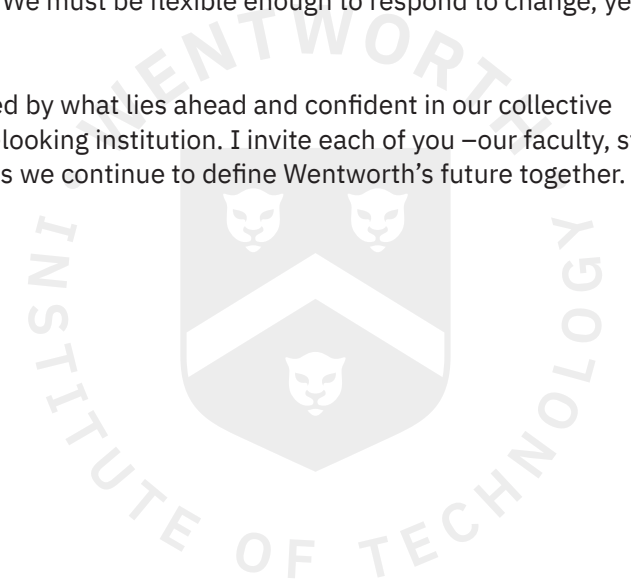 We must be flexible enough to respond to change, ye
ed by what lies ahead and confident in our collective
looking institution. I invite each of you –our faculty, s
s we continue to define Wentworth's future together.
WENTWORTH
INSTITUTE OF TECHNOLOGY